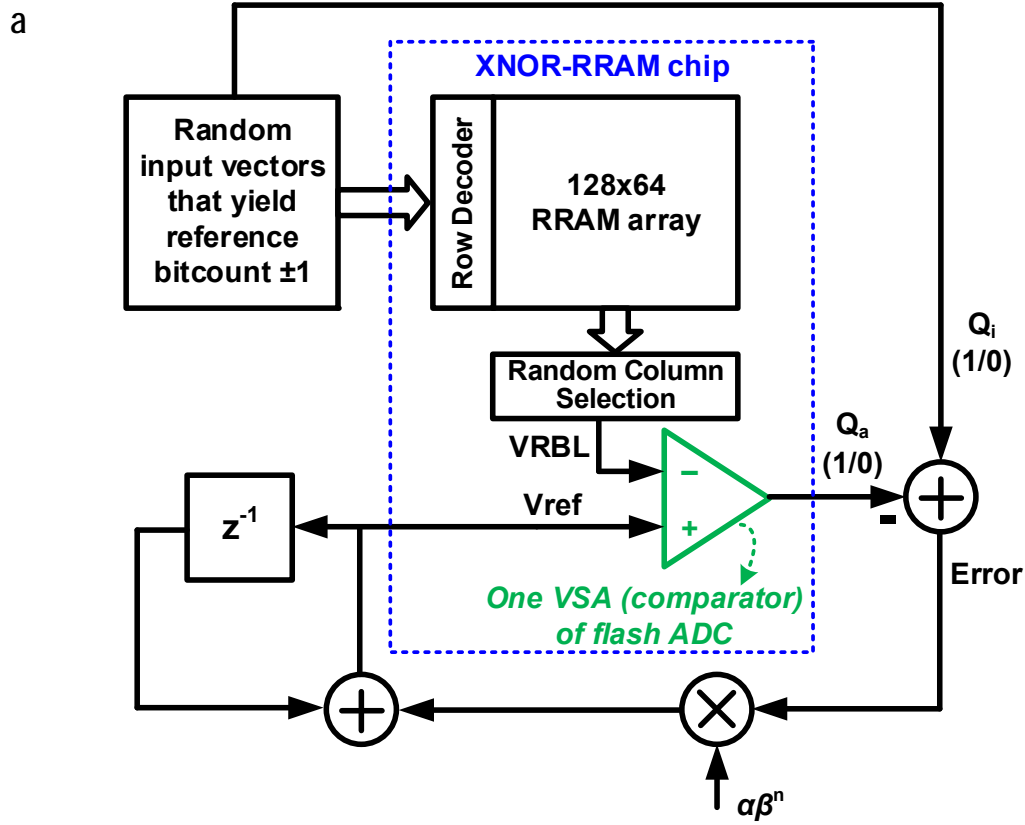 a
XNOR-RRAM chip
Random
input vectors
that yield
reference
bitcount ±1
Row Decoder
128x64
RRAM array
Random Column
Selection
Qi
(1/0)
VRBL
Qa
(1/0)
−
+
-
+
z-1
Vref
Error
One VSA (comparator)
of flash ADC
+
×
αβn